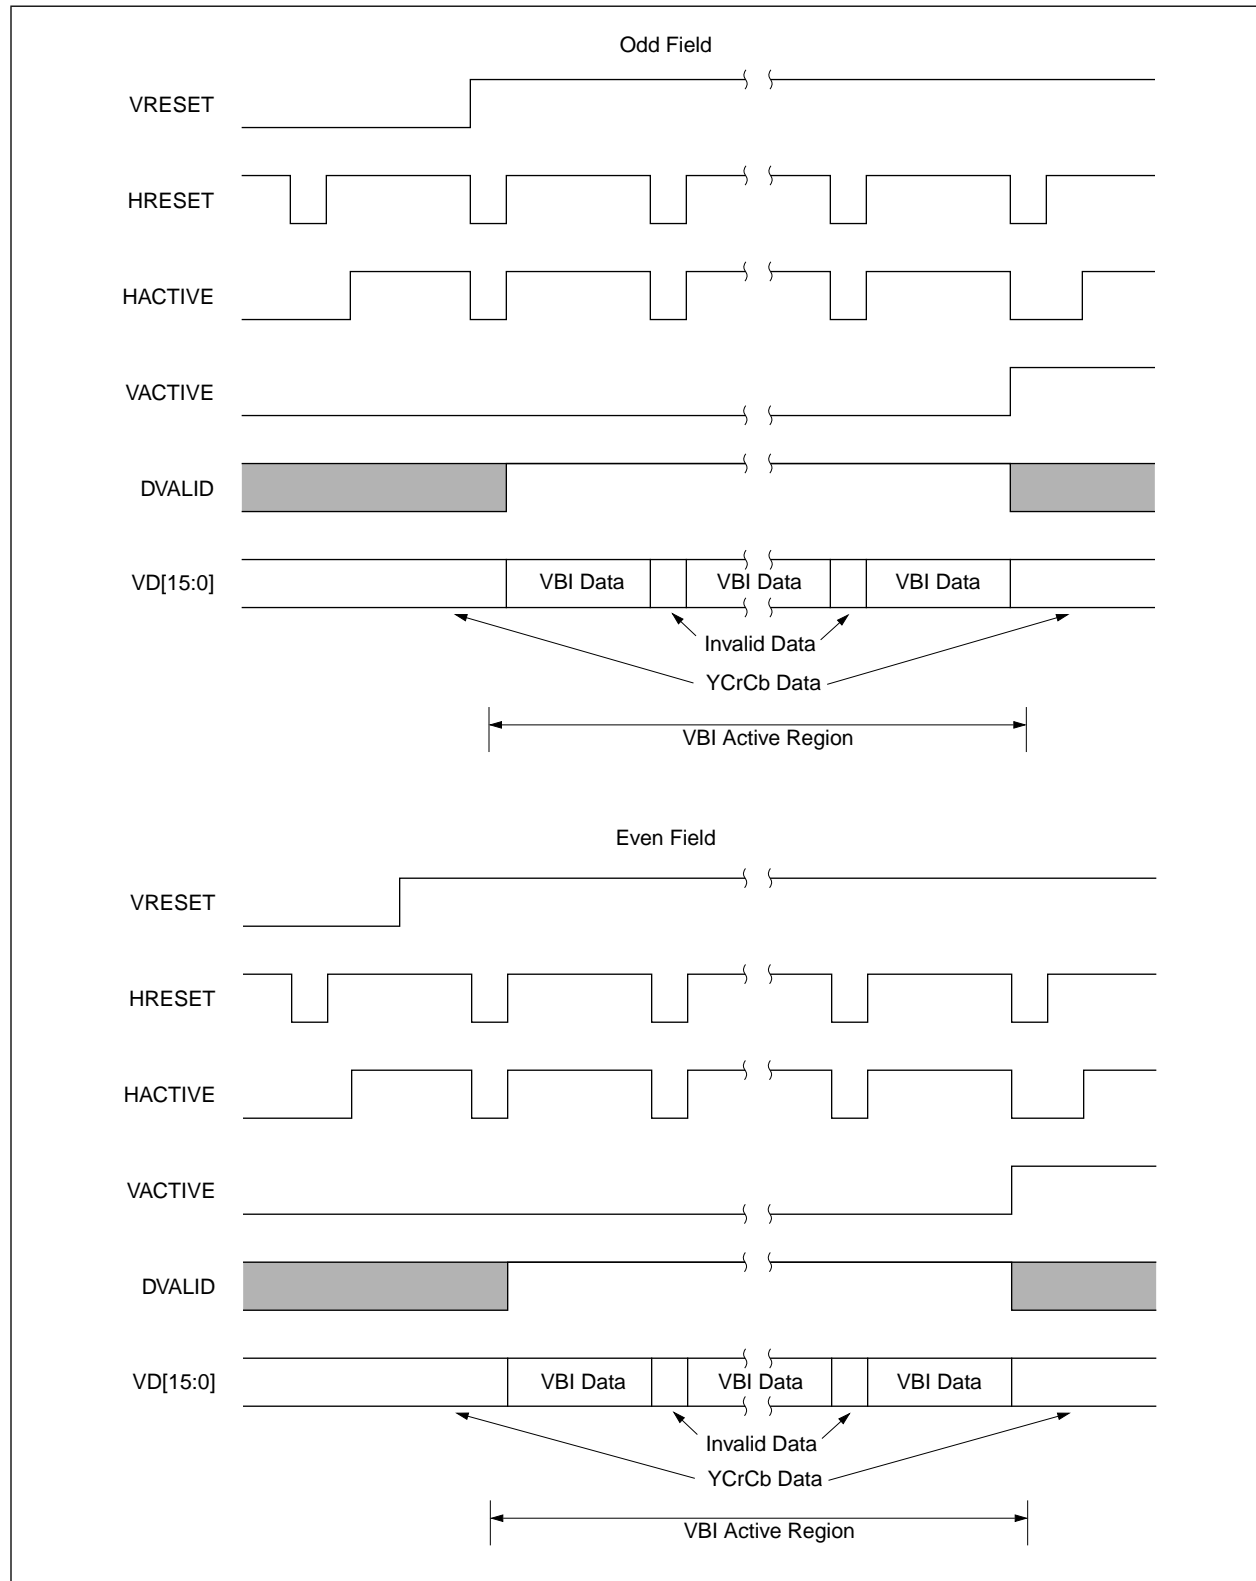 Odd Field
VRESET
HRESET
HACTIVE
VACTIVE
DVALID
VD[15:0]
VBI Data
VBI Data
VBI Data
Invalid Data
YCrCb Data
VBI Active Region
Even Field
VRESET
HRESET
HACTIVE
VACTIVE
DVALID
VD[15:0]
VBI Data
VBI Data
VBI Data
Invalid Data
YCrCb Data
VBI Active Region